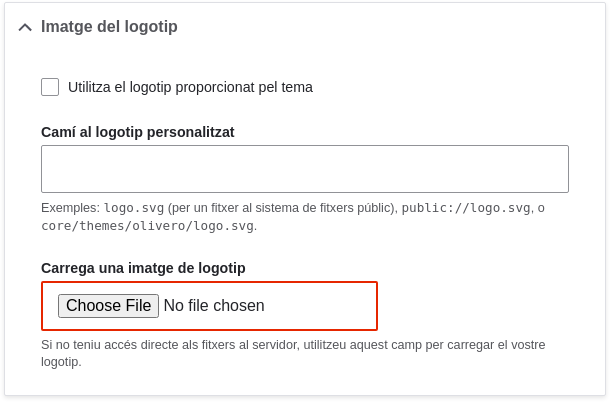 Imatge del logotip
Utilitza el logotip proporcionat pel tema
Camí al logotip personalitzat
Exemples: logo.svg (per un fitxer al sistema de fitxers públic), public://logo.svg, o
core/themes/olivero/logo.svg.
Carrega una imatge de logotip
Choose File No file chosen
Si no teniu accés directe als fitxers al servidor, utilitzeu aquest camp per carregar el vostre
logotip.